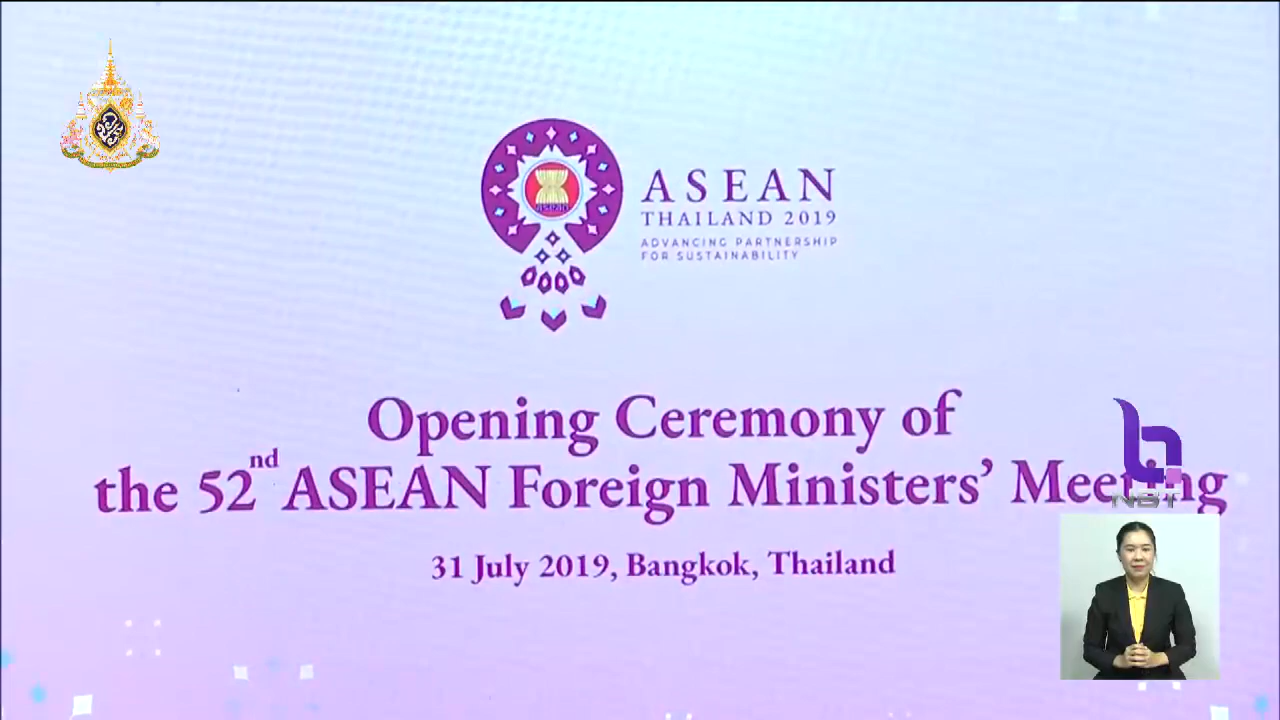 asean
ASEAN
THAILAND 2019
ADVANCING PARTNERSHIP
FOR SUSTAINABILITY
Opening Ceremony of
the 52nd ASEAN Foreign Ministers' Meeting
31 July 2019, Bangkok, Thailand
NBT